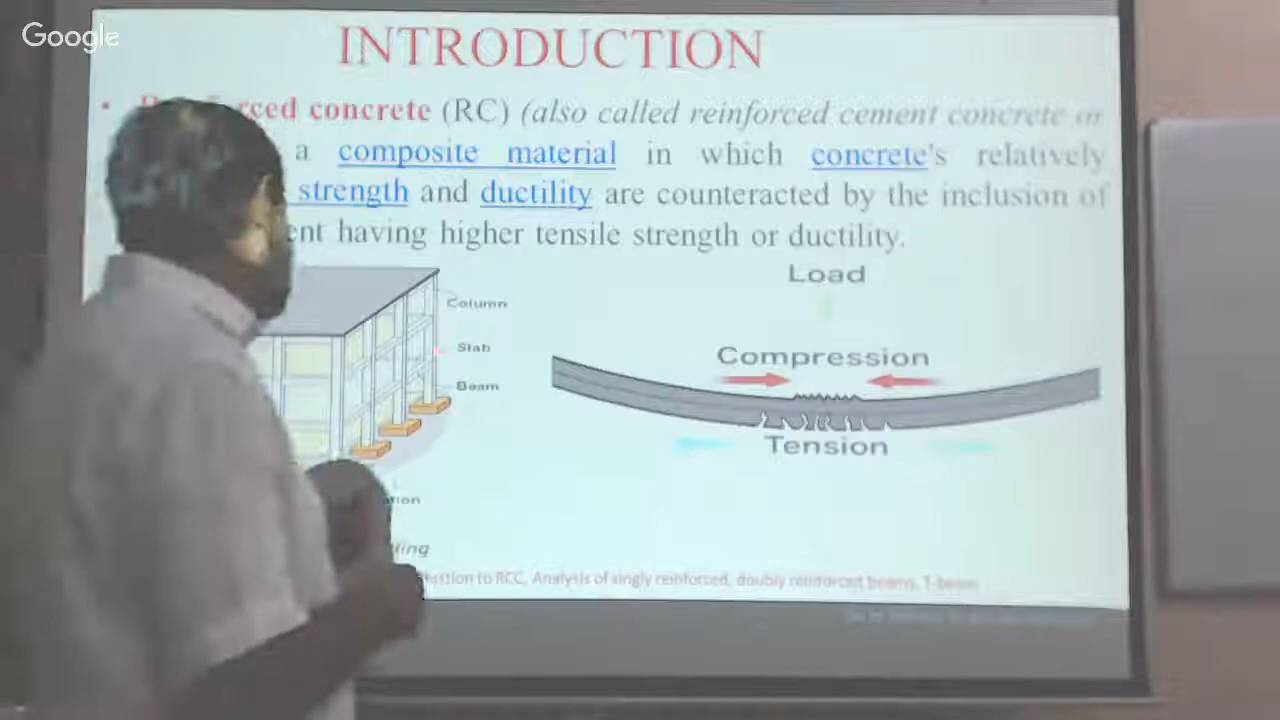 Google
INTRODUCTION
• concrete (RC) (also called reinforced cement concrete or
a composite material in which concrete's relatively
strength and ductility are counteracted by the inclusion of
having higher tensile strength or ductility.
Load
Column
Compression
Slab
Beam
Tension
to RCC, Analysis of singly reinforced, doubly reinforced beams, T-beam